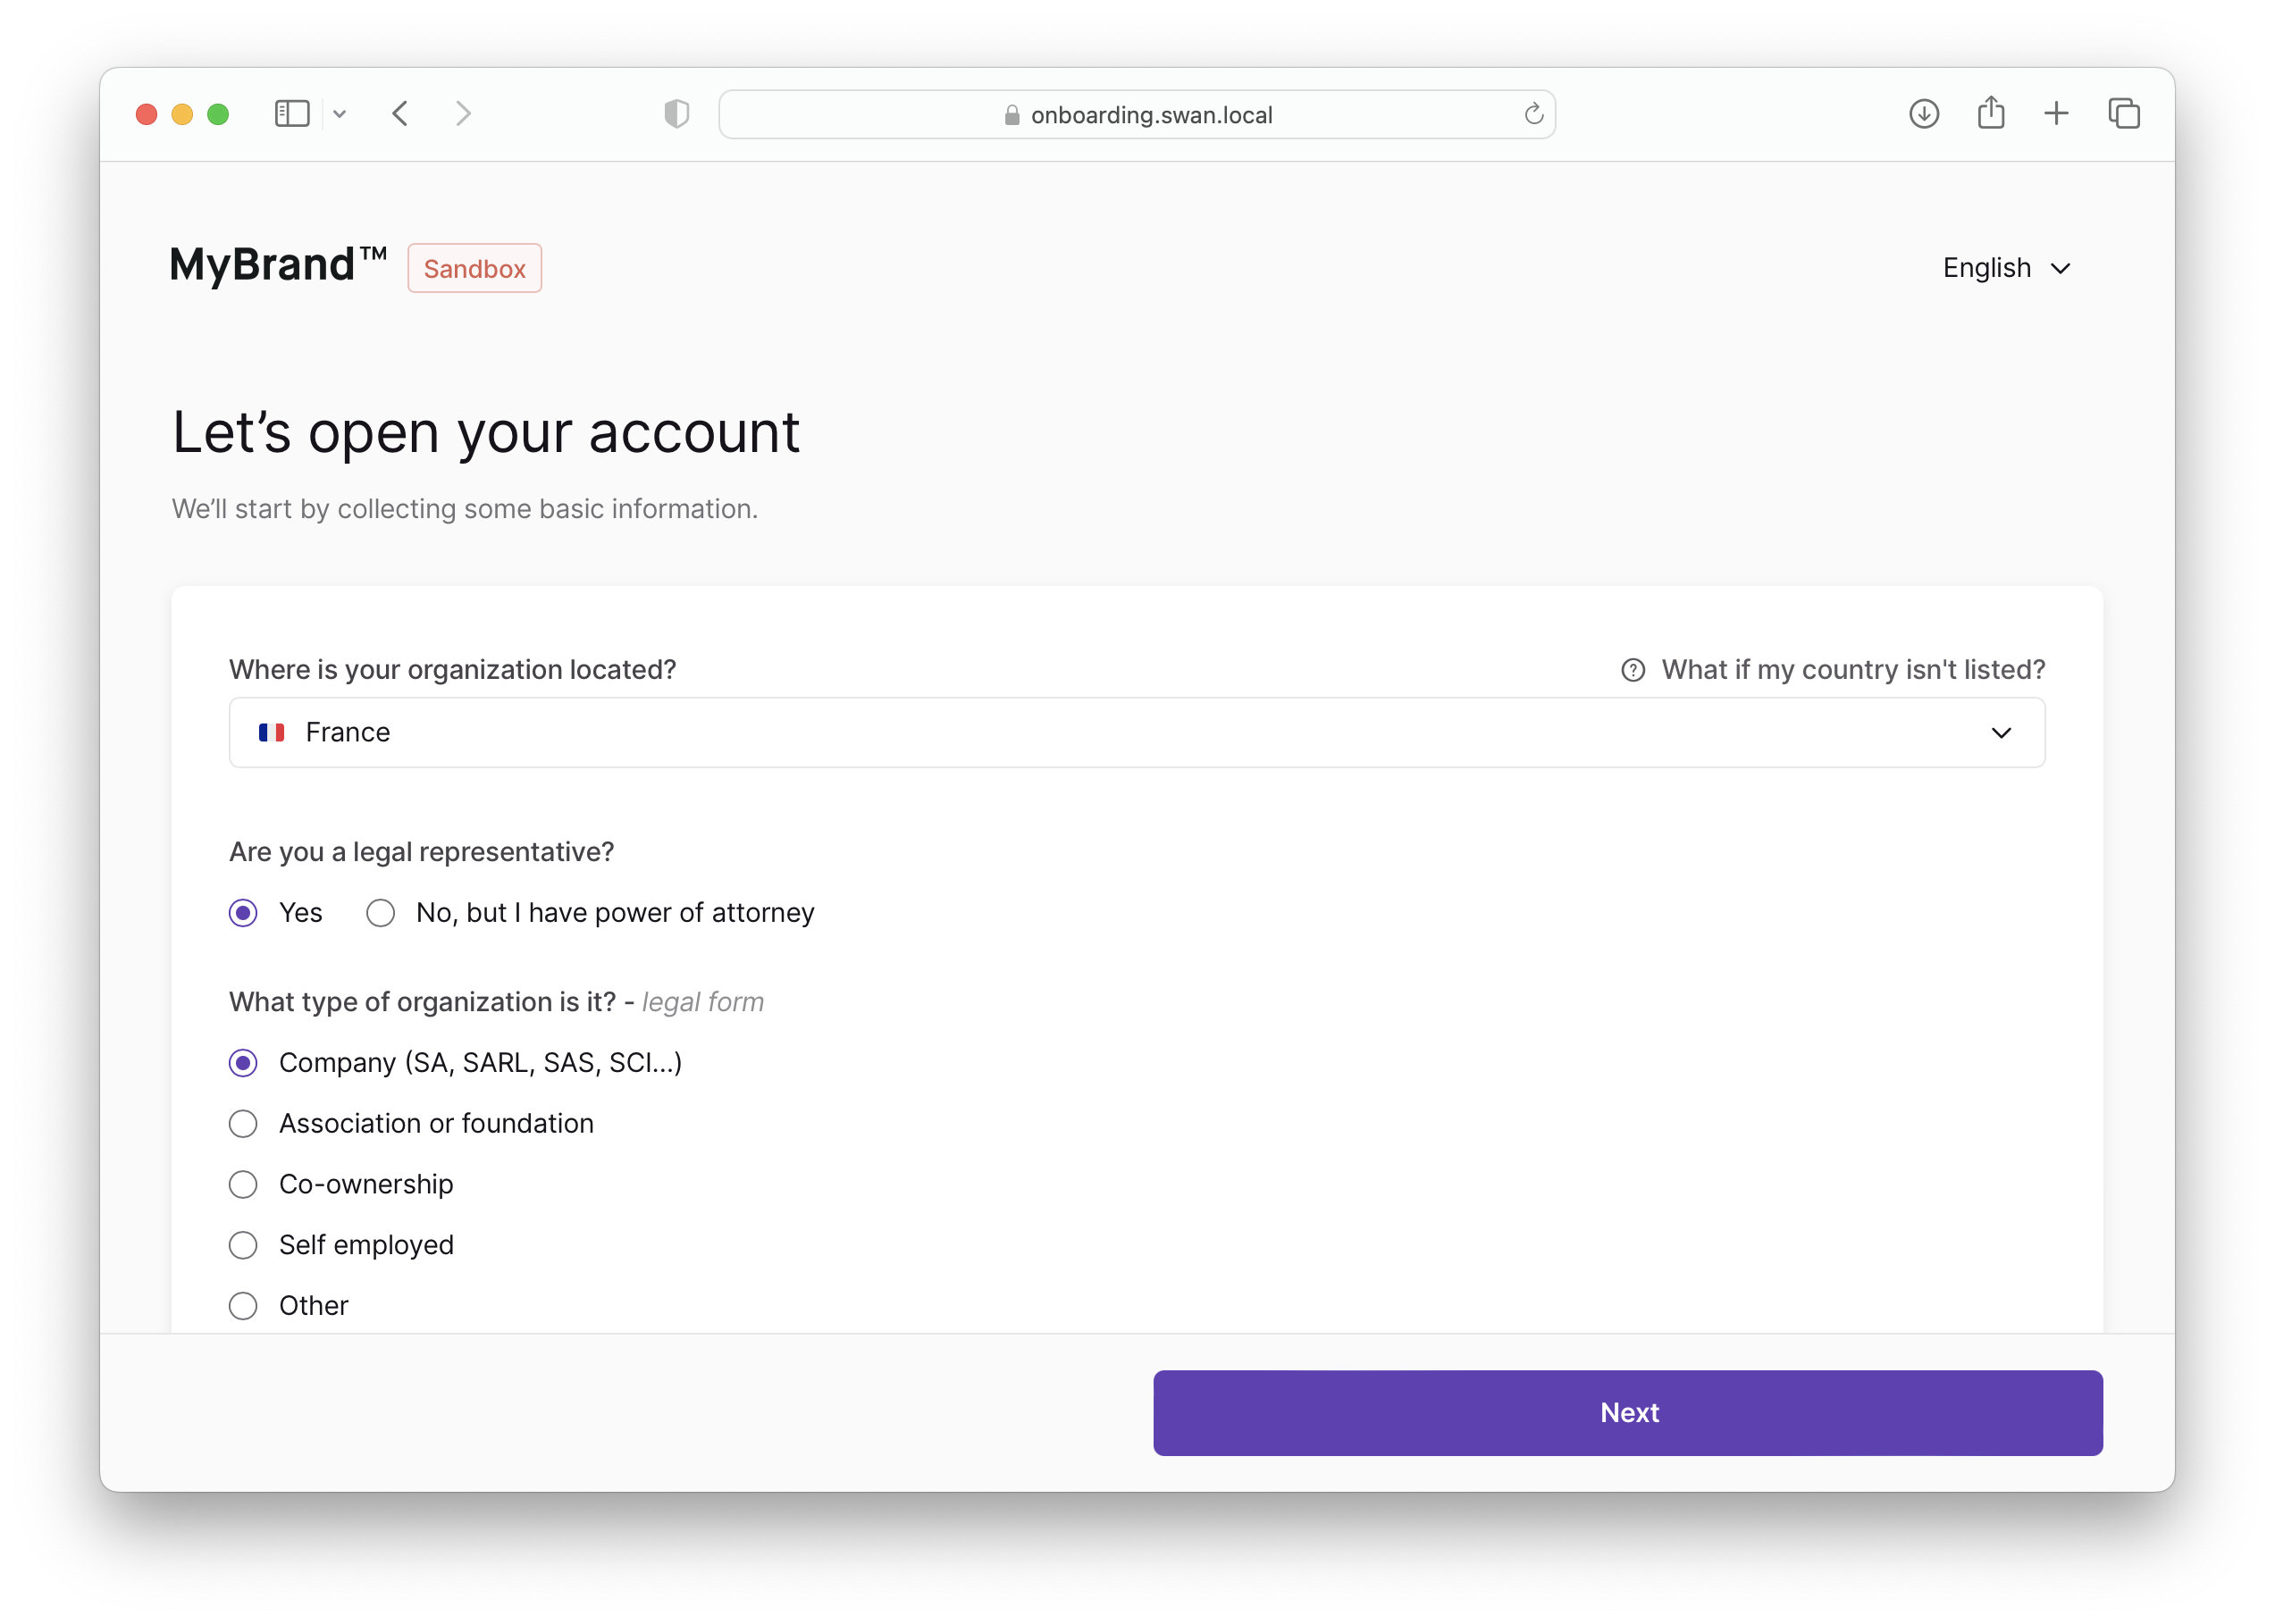 onboarding.swan.local
MyBrand™ Sandbox English
Let’s open your account
We’ll start by collecting some basic information.
Where is your organization located? What if my country isn't listed?
France
Are you a legal representative?
Yes No, but I have power of attorney
What type of organization is it? - legal form
Company (SA, SARL, SAS, SCI...)
Association or foundation
Co-ownership
Self employed
Other
Next